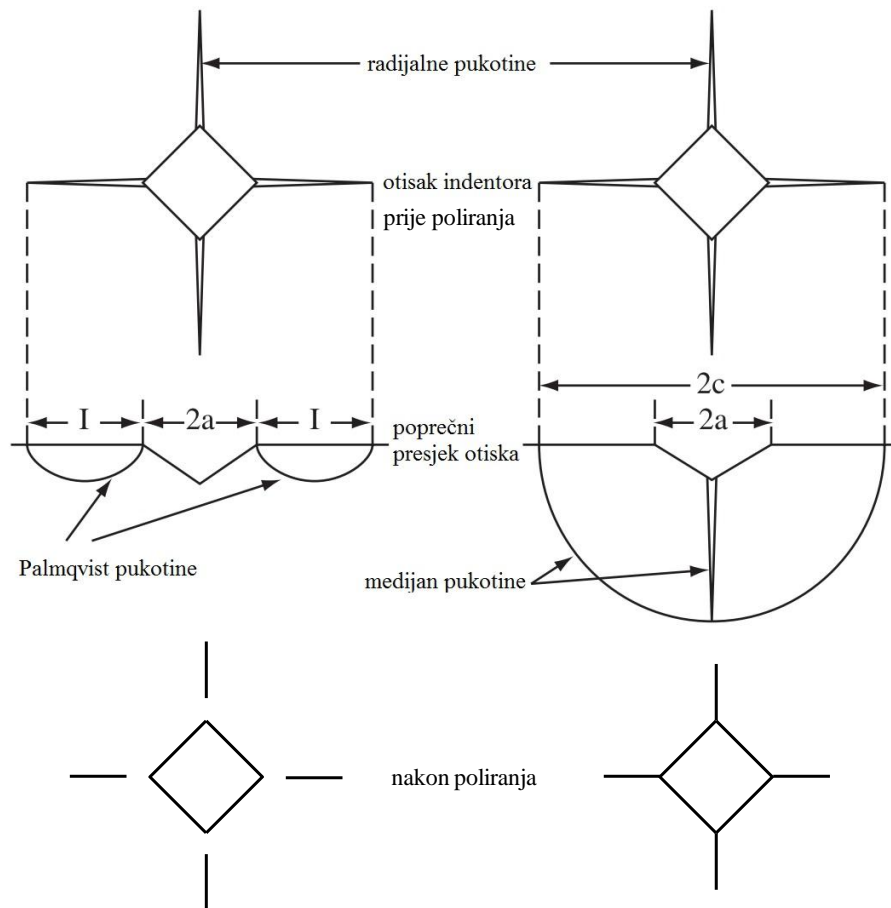 radijalne pukotine
otisak indentora
prije poliranja
2c
I
2a
I
2a
poprečni
presjek otiska
Palmqvist pukotine
medijan pukotine
nakon poliranja